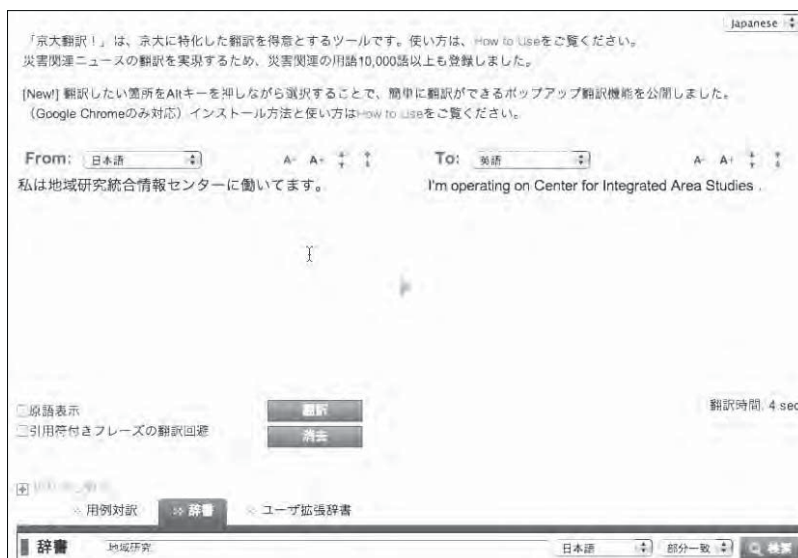 Japanese
「京大翻訳！」は、京大に特化した翻訳を得意とするツールです。使い方は、How to Useをご覧ください。
災害関連ニュースの翻訳を実現するため、災害関連の用語10,000語以上も登録しました。
[New!] 翻訳したい箇所をAltキーを押しながら選択することで、簡単に翻訳ができるポップアップ翻訳機能を公開しました。
（Google Chromeのみ対応）インストール方法と使い方はHow to Useをご覧ください。
From: 日本語 A- A+ To: 英語 A- A+
私は地域研究統合情報センターに働いてます。 I'm operating on Center for Integrated Area Studies .
原語表示 翻訳 翻訳時間: 4 sec
引用符付きフレーズの翻訳回避 消去
用例対訳 辞書 ユーザ拡張辞書
辞書 地域研究 日本語 部分一致 検索